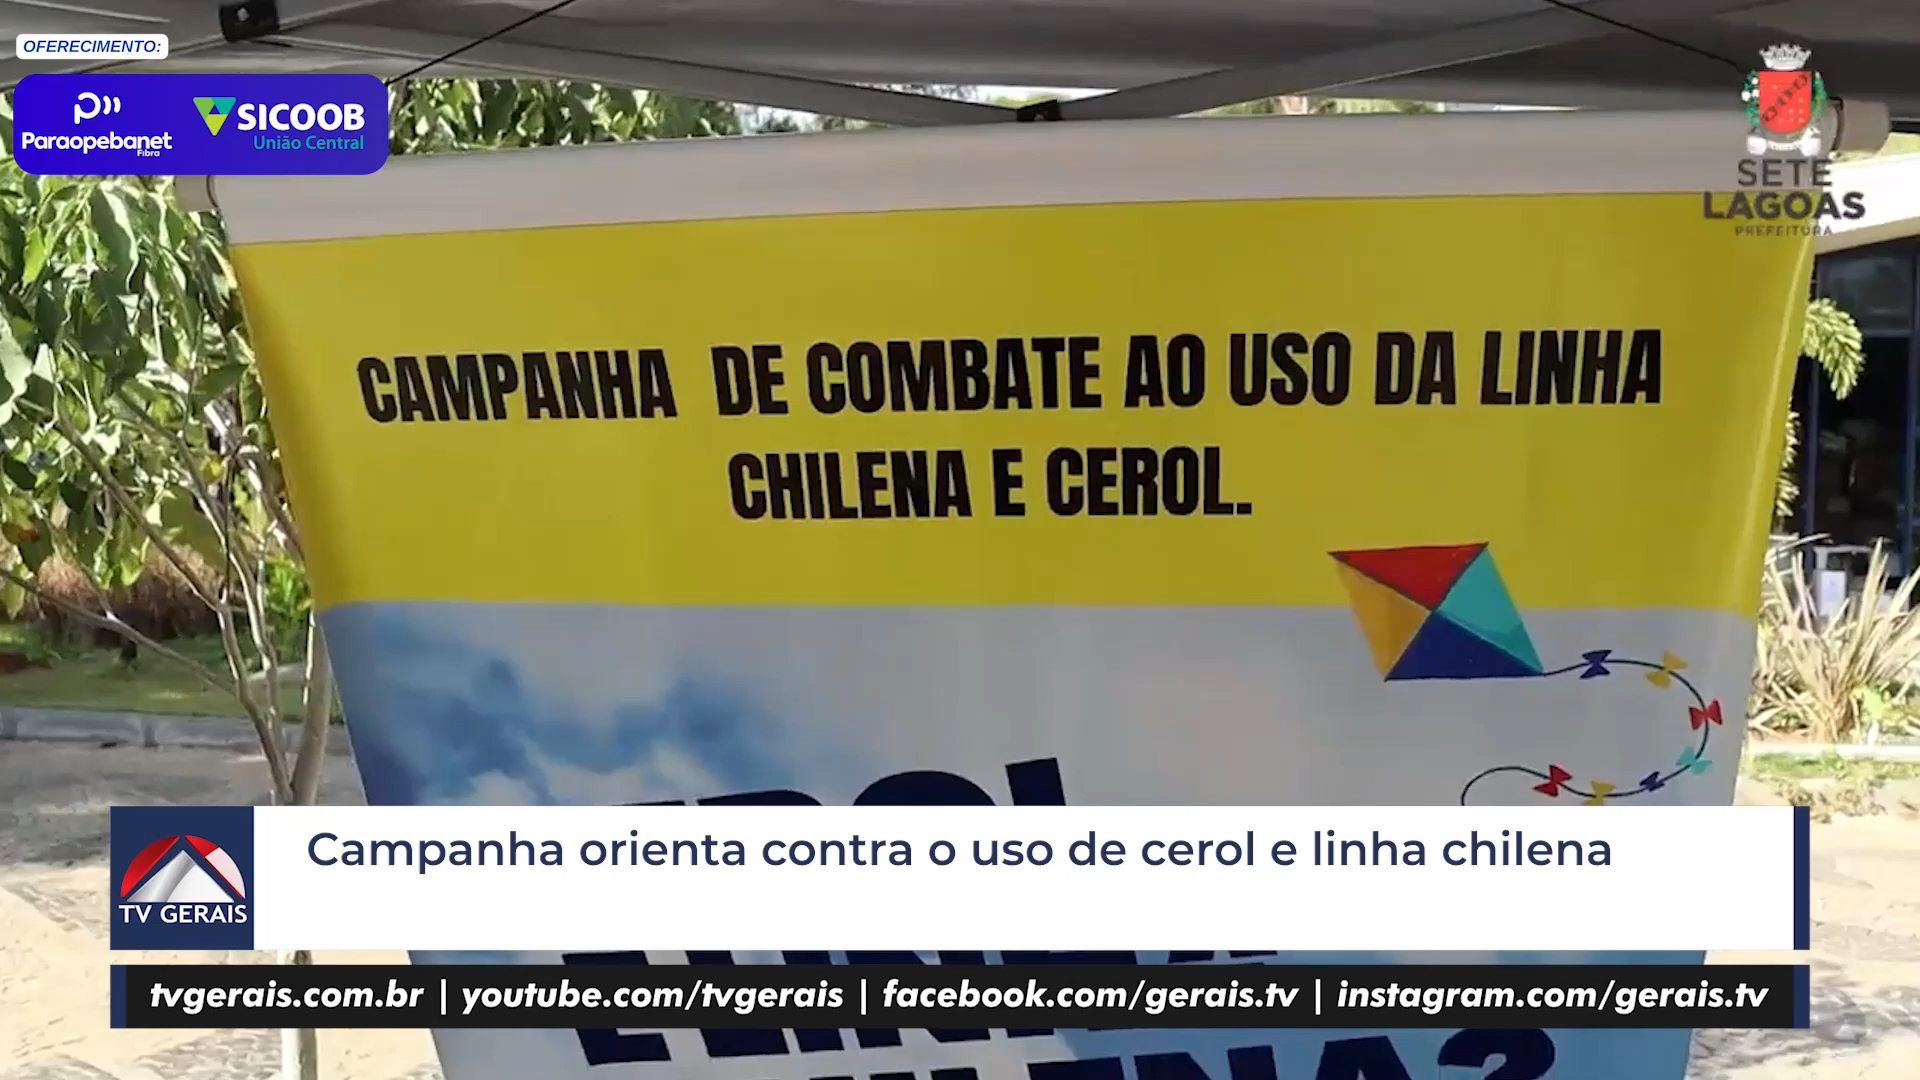 OFERECIMENTO:
Paraopebanet
Fibra
SICOOB
União Central
SETE
LAGOAS
PREFEITURA
CAMPANHA DE COMBATE AO USO DA LINHA
CHILENA E CEROL.
Campanha orienta contra o uso de cerol e linha chilena
TV GERAIS
tvgerais.com.br | youtube.com/tvgerais | facebook.com/gerais.tv | instagram.com/gerais.tv